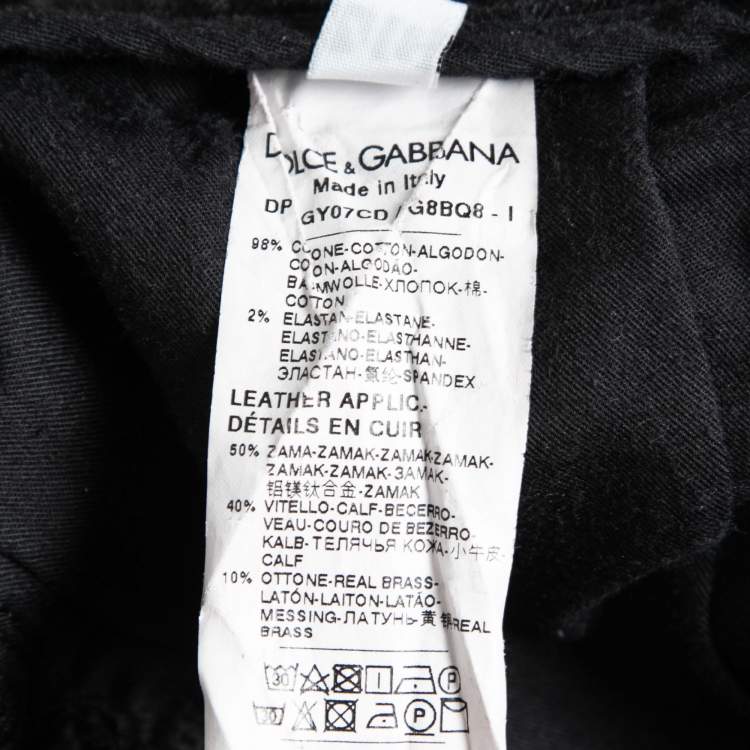 DOLCE & GABBANA
Made in Italy
DP GY07CD / G8BQ8 - I
98% COTONE-COTTON-ALGODON-
COTON-ALGODÃO-
BAUMWOLLE-ХЛОПОК-棉-
COTTON
2% ELASTAN-ELASTANE-
ELASTANO-ELASTHANNE-
ELASTANO-ELASTHAN-
ЭЛАСТАН-氨纶-SPANDEX
LEATHER APPLIC.-
DÉTAILS EN CUIR
50% ZAMA-ZAMAK-ZAMAK-ZAMAK-
ZAMAK-ZAMAK-ЗАМАК-
铝镁钛合金-ZAMAK
40% VITELLO-CALF-BECERRO-
VEAU-COURO DE BEZERRO-
KALB-ТЕЛЯЧЬЯ КОЖА-小牛皮-
CALF
10% OTTONE-REAL BRASS-
LATÓN-LAITON-LATÃO-
MESSING-ЛАТУНЬ-黄铜-REAL
BRASS
30
30